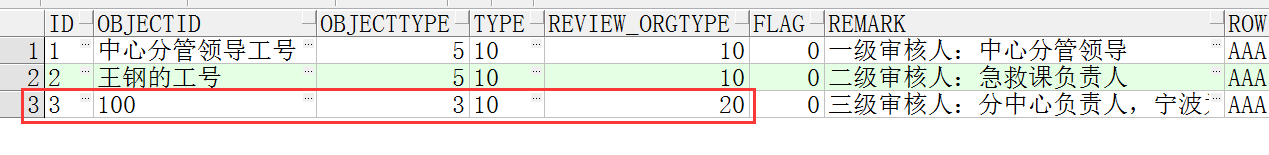 ID OBJECTID OBJECTTYPE TYPE REVIEW_ORGTYPE FLAG REMARK ROW
1 1 中心分管领导工号 5 10 10 0 一级审核人：中心分管领导 AAA
2 2 王钢的工号 5 10 10 0 二级审核人：急救课负责人 AAA
3 3 100 3 10 20 0 三级审核人：分中心负责人，宁波 AAA